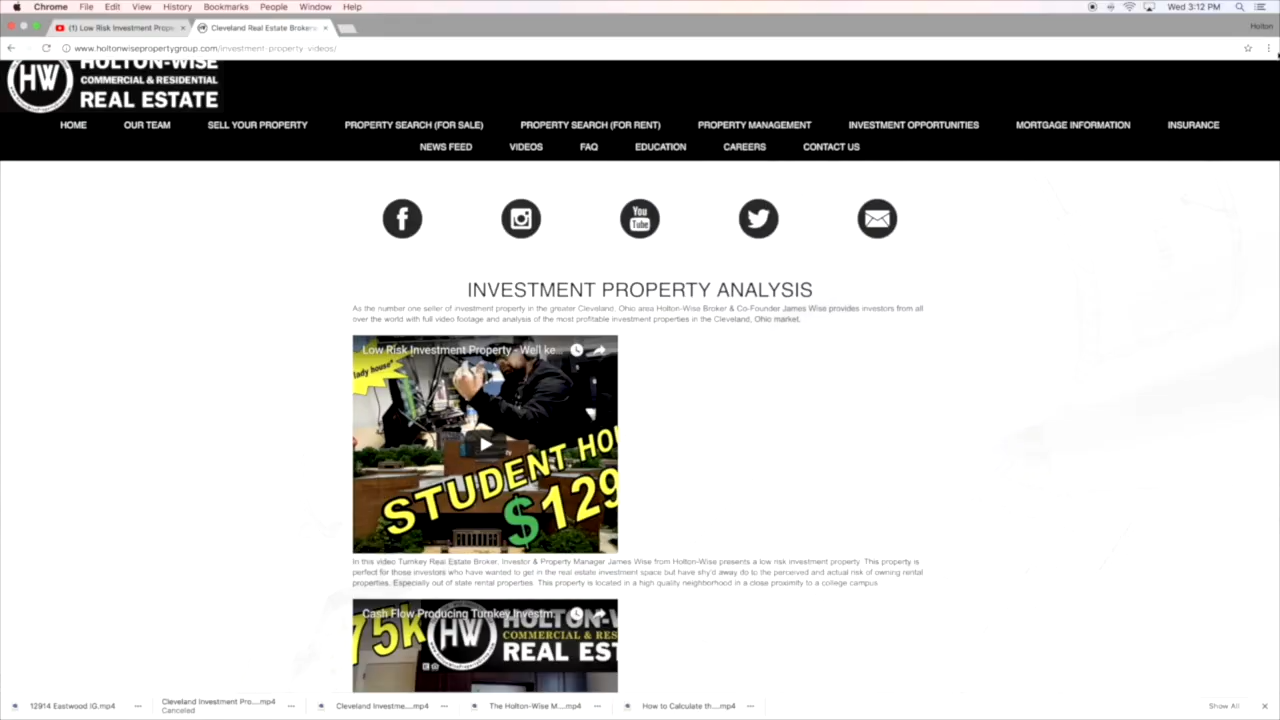 Chrome File Edit View History Bookmarks People Window Help Wed 3:12 PM
(1) Low Risk Investment Prope Cleveland Real Estate Brokers Holton
www.holtonwisepropertygroup.com/investment-property-videos/
HW HOLTON-WISE
COMMERCIAL & RESIDENTIAL
REAL ESTATE
HOME OUR TEAM SELL YOUR PROPERTY PROPERTY SEARCH (FOR SALE) PROPERTY SEARCH (FOR RENT) PROPERTY MANAGEMENT INVESTMENT OPPORTUNITIES MORTGAGE INFORMATION INSURANCE
NEWS FEED VIDEOS FAQ EDUCATION CAREERS CONTACT US
You Tube
INVESTMENT PROPERTY ANALYSIS
As the number one seller of investment property in the greater Cleveland, Ohio area Holton-Wise Broker & Co-Founder James Wise provides investors from all
over the world with full video footage and analysis of the most profitable investment properties in the Cleveland, Ohio market.
Low Risk Investment Property - Well ke...
lady house"
STUDENT HOU
$129
In this video Turnkey Real Estate Broker, Investor & Property Manager James Wise from Holton-Wise presents a low risk investment property. This property is
perfect for those investors who have wanted to get in the real estate investment space but have shy'd away do to the perceived and actual risk of owning rental
properties. Especially out of state rental properties. This property is located in a high quality neighborhood in a close proximity to a college campus
Cash Flow Producing Turnkey Investm...
75k HW HOLTON-W
COMMERCIAL & RESI
REAL EST
12914 Eastwood IG.mp4 Cleveland Investment Pro....mp4 Cleveland Investme....mp4 The Holton-Wise M....mp4 How to Calculate th....mp4 Show All
Canceled